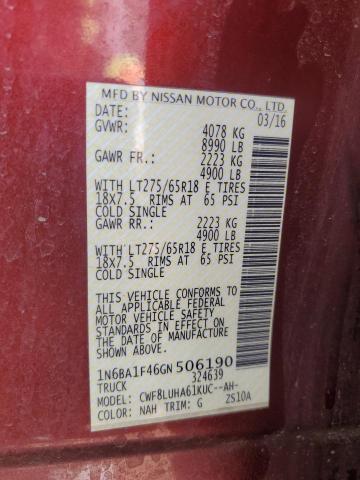 MFD BY NISSAN MOTOR CO., LTD.
DATE: 03/16
GVWR: 4078 KG
8990 LB
GAWR FR.: 2223 KG
4900 LB
WITH LT275/65R18 E TIRES
18X7.5 RIMS AT 65 PSI
COLD SINGLE
GAWR RR.: 2223 KG
4900 LB
WITH LT275/65R18 E TIRES
18X7.5 RIMS AT 65 PSI
COLD SINGLE
THIS VEHICLE CONFORMS TO
ALL APPLICABLE FEDERAL
MOTOR VEHICLE SAFETY
STANDARDS IN EFFECT ON
THE DATE OF MANUFACTURE
SHOWN ABOVE.
1N6BA1F46GN506190
TRUCK 324639
MODEL: CWF8LUHA61KUC--AH-
COLOR: NAH TRIM: G ZS10A